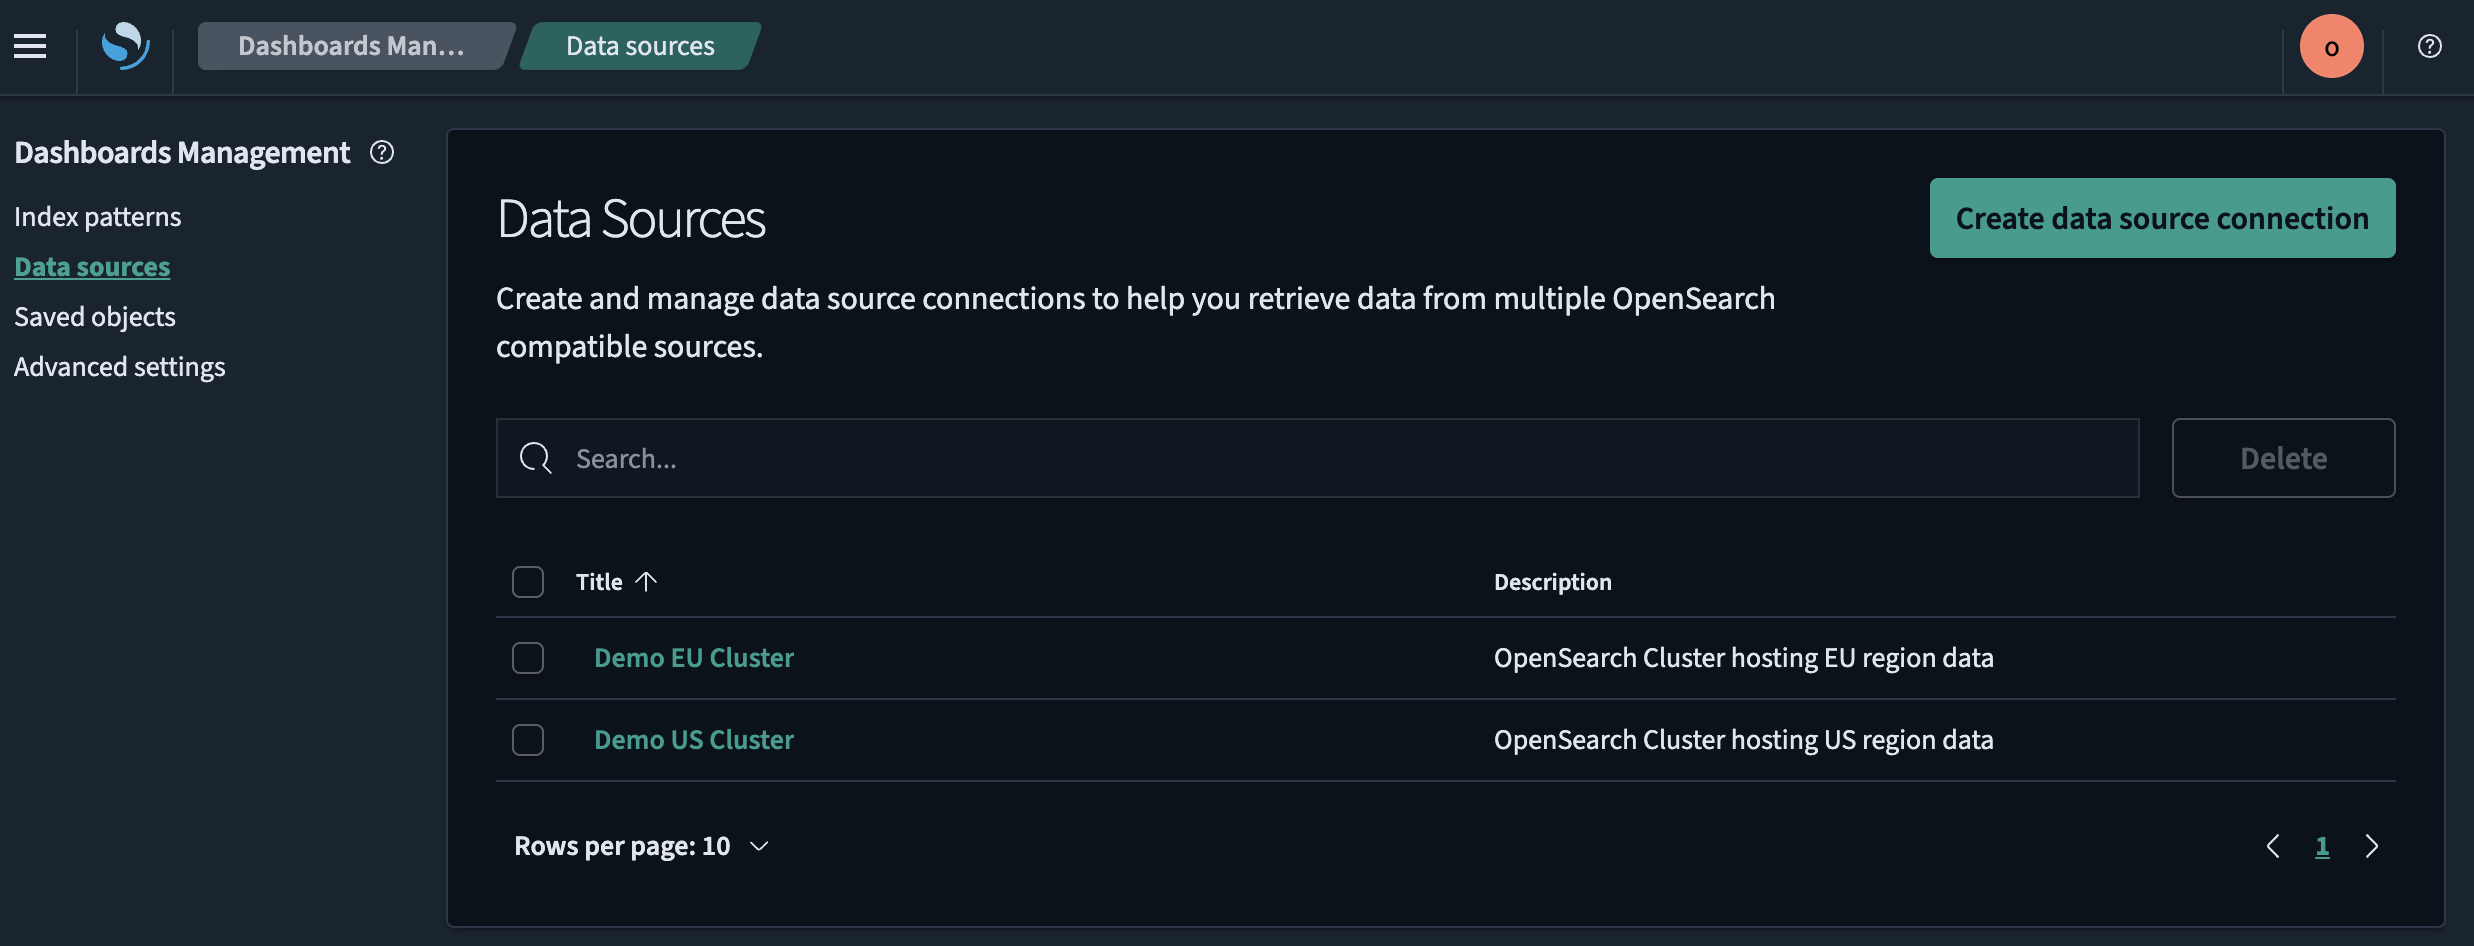 Dashboards Man...
Data sources
o
Dashboards Management
Index patterns
Data sources
Saved objects
Advanced settings
Data Sources
Create data source connection
Create and manage data source connections to help you retrieve data from multiple OpenSearch
compatible sources.
Search...
Delete
Title
Description
Demo EU Cluster
OpenSearch Cluster hosting EU region data
Demo US Cluster
OpenSearch Cluster hosting US region data
Rows per page: 10
1